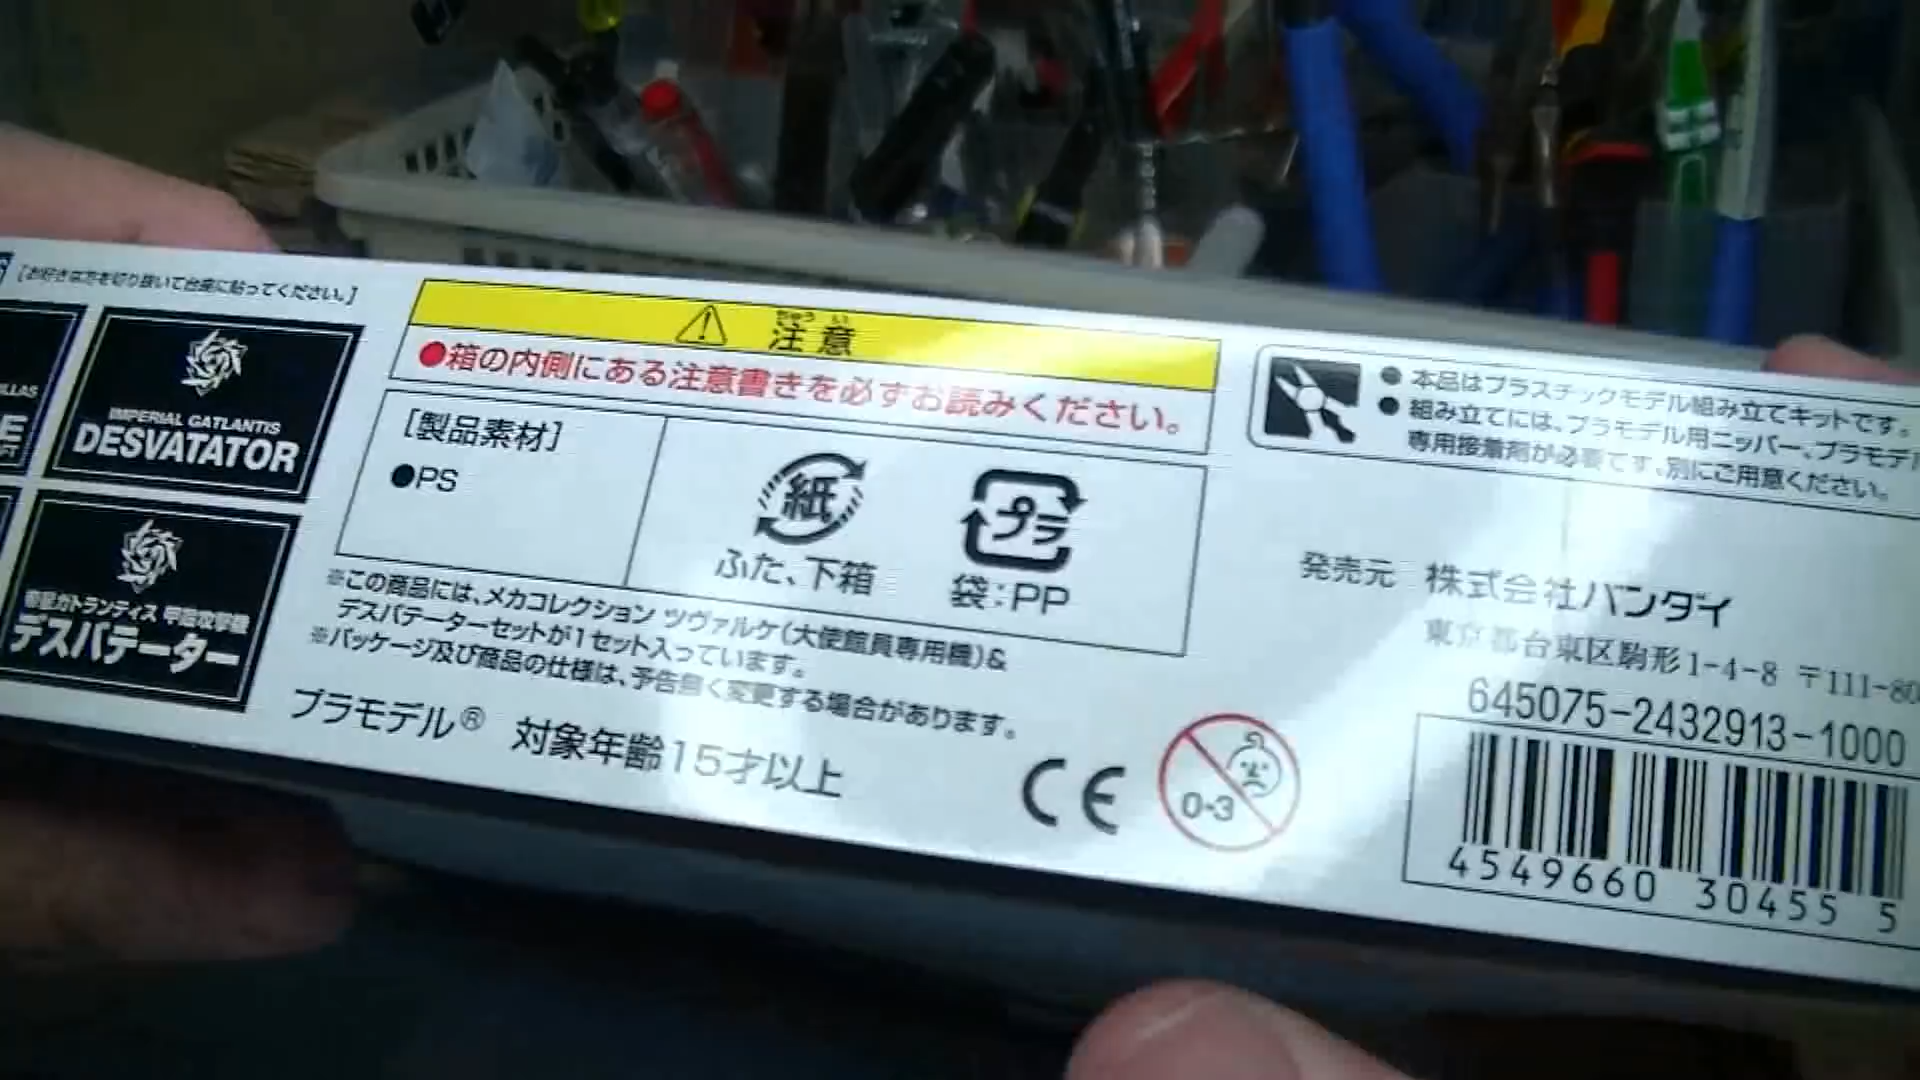 [お好きな方を切り抜いて台座に貼ってください。]
IMPERIAL GATLANTIS
DESVATATOR
帝星ガトランティス 甲殻攻撃機
デスバテーター
ちゅう い
注意
●箱の内側にある注意書きを必ずお読みください。
[製品素材]
●PS
紙
ふた、下箱
プラ
袋:PP
※この商品には、メカコレクション ツヴァルケ(大使館員専用機)&
デスバテーターセットが1セット入っています。
※パッケージ及び商品の仕様は、予告無く変更する場合があります。
プラモデル® 対象年齢15才以上
CE
0-3
●本品はプラスチックモデル組み立てキットです。
●組み立てには、プラモデル用ニッパー、プラモデル
専用接着剤が必要です、別にご用意ください。
発売元 株式会社バンダイ
東京都台東区駒形1-4-8 〒111-80
645075-2432913-1000
4549660 30455 5